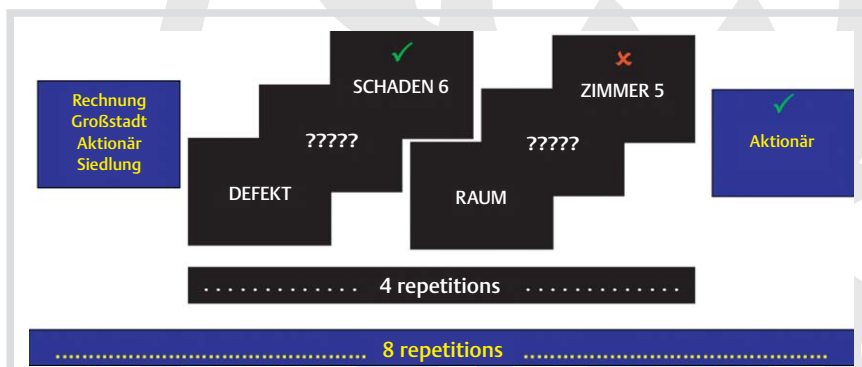 Rechnung
Großstadt
Aktionär
Siedlung
DEFEKT
?????
✓
SCHADEN 6
RAUM
?????
✗
ZIMMER 5
✓
Aktionär
. . . . . . . . . . . . . 4 repetitions . . . . . . . . . . . . .
................................................ 8 repetitions ................................................